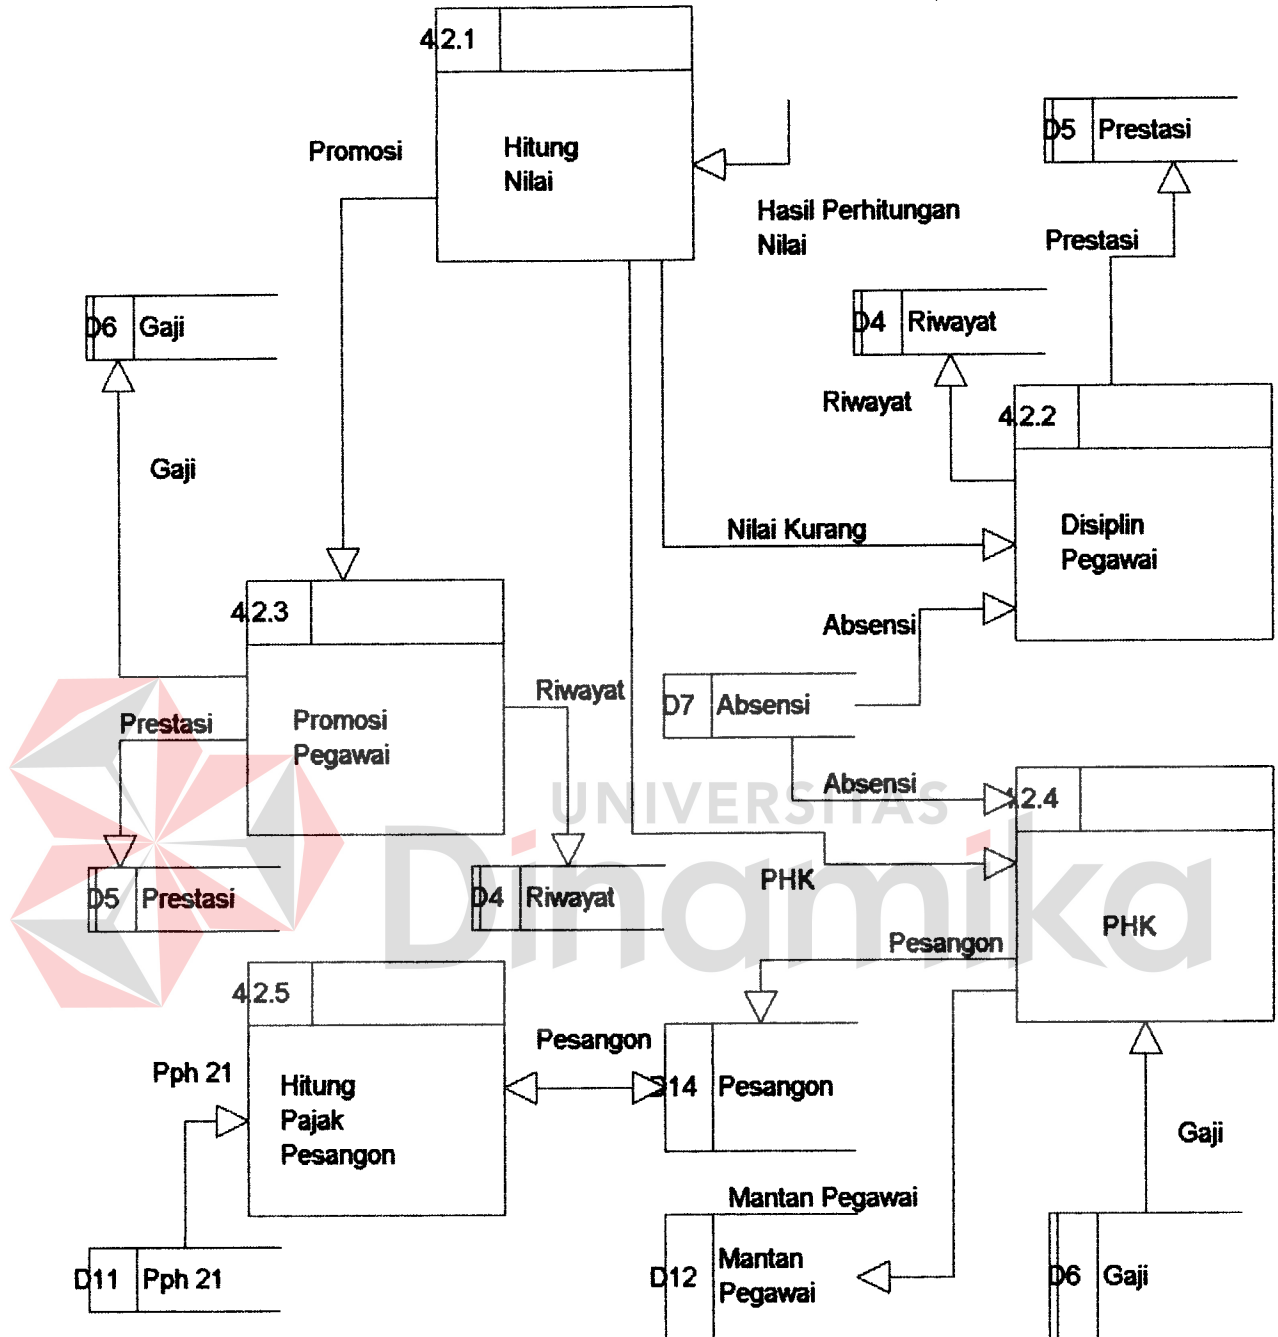 4.2.1
Hitung
Nilai
Promosi
Hasil Perhitungan
Nilai
D5 Prestasi
Prestasi
D4 Riwayat
Riwayat
D6 Gaji
Gaji
4.2.2
Disiplin
Pegawai
Nilai Kurang
Absensi
4.2.3
Promosi
Pegawai
Riwayat
Prestasi
D7 Absensi
Absensi
4.2.4
PHK
PHK
D5 Prestasi
D4 Riwayat
Pesangon
4.2.5
Hitung
Pajak
Pesangon
Pesangon
D14 Pesangon
Pph 21
Gaji
Mantan Pegawai
D11 Pph 21
D12 Mantan
Pegawai
D6 Gaji
UNIVERSITAS
Dinamika